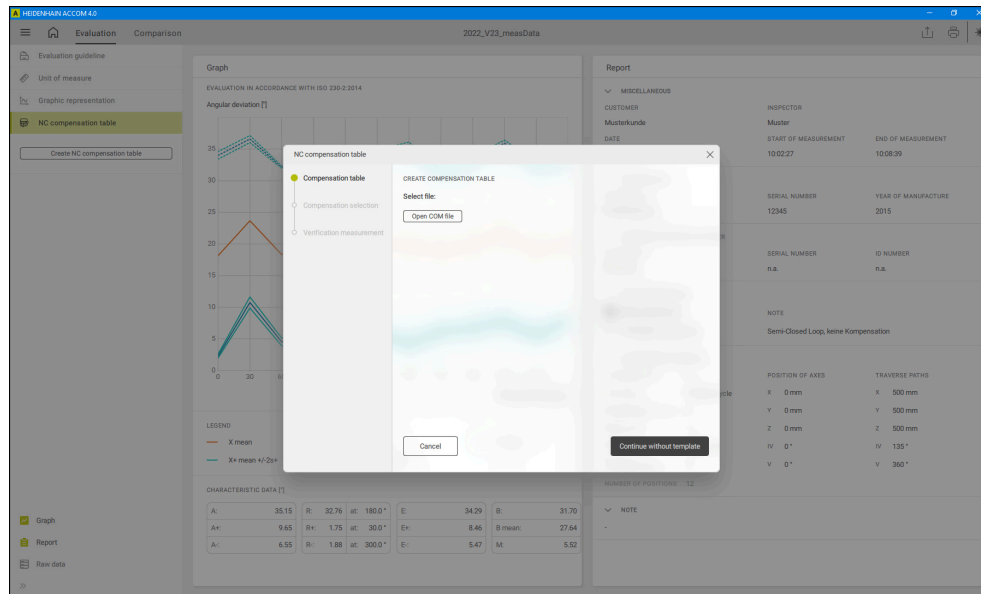 HEIDENHAIN ACCOM 4.0
Evaluation Comparison 2022_V23_measData
Evaluation guideline
Unit of measure
Graphic representation
NC compensation table
Create NC compensation table
Graph
Report
Raw data
Graph
EVALUATION IN ACCORDANCE WITH ISO 230-2:2014
Angular deviation ["]
35
30
25
20
15
10
5
0
0 30
LEGEND
X mean
X+ mean +/-2s+
CHARACTERISTIC DATA ["]
A: 35.15 R: 32.76 at: 180.0 ° E: 34.29 B: 31.70
A+: 9.65 R+: 1.75 at: 30.0 ° E+: 8.46 B mean: 27.64
A-: 6.55 R-: 1.88 at: 300.0 ° E-: 5.47 M: 5.52
NC compensation table
Compensation table
Compensation selection
Verification measurement
CREATE COMPENSATION TABLE
Select file:
Open COM file
Cancel
Continue without template
Report
MISCELLANEOUS
CUSTOMER INSPECTOR
Musterkunde Muster
DATE START OF MEASUREMENT END OF MEASUREMENT
10:02:27 10:08:39
SERIAL NUMBER YEAR OF MANUFACTURE
12345 2015
SERIAL NUMBER ID NUMBER
n.a. n.a.
NOTE
Semi-Closed Loop, keine Kompensation
POSITION OF AXES TRAVERSE PATHS
X 0 mm X 500 mm
Y 0 mm Y 500 mm
Z 0 mm Z 500 mm
IV 0 ° IV 135 °
V 0 ° V 360 °
NUMBER OF POSITIONS: 12
NOTE
-